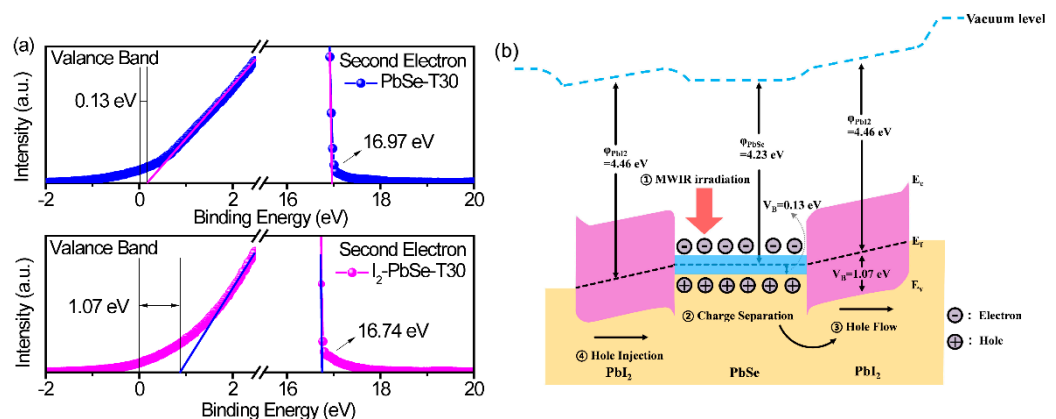 (a)
Valance Band
Second Electron
PbSe-T30
0.13 eV
16.97 eV
Intensity (a.u.)
-2 0 2 16 18 20
Binding Energy (eV)
Valance Band
Second Electron
I2-PbSe-T30
1.07 eV
16.74 eV
Intensity (a.u.)
-2 0 2 16 18 20
Binding Energy (eV)
(b)
Vacuum level
φPbI2
=4.46 eV
φPbSe
=4.23 eV
φPbI2
=4.46 eV
① MWIR irradiation
VB=0.13 eV
Ec
Ef
VB=1.07 eV
Ev
② Charge Separation
③ Hole Flow
④ Hole Injection
: Electron
: Hole
PbI2
PbSe
PbI2